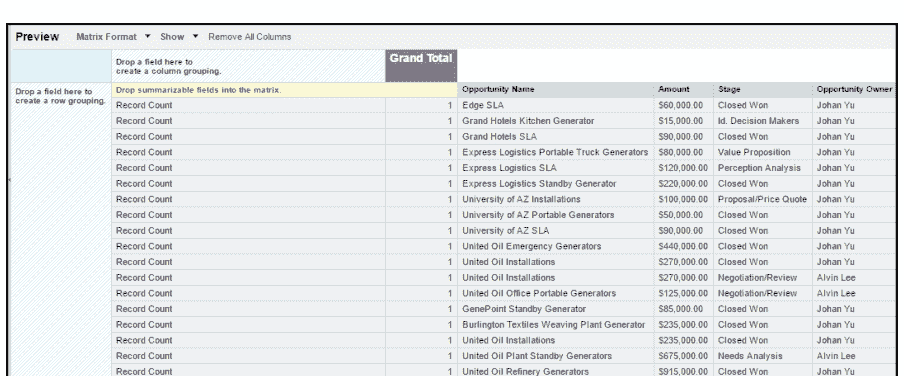 Preview Matrix Format Show Remove All Columns
Drop a field here to
create a column grouping.
Grand Total
Drop a field here to
create a row grouping.
Drop summarizable fields into the matrix. Opportunity Name Amount Stage Opportunity Owner
Record Count 1 Edge SLA $60,000.00 Closed Won Johan Yu
Record Count 1 Grand Hotels Kitchen Generator $15,000.00 Id. Decision Makers Johan Yu
Record Count 1 Grand Hotels SLA $90,000.00 Closed Won Johan Yu
Record Count 1 Express Logistics Portable Truck Generators $80,000.00 Value Proposition Johan Yu
Record Count 1 Express Logistics SLA $120,000.00 Perception Analysis Johan Yu
Record Count 1 Express Logistics Standby Generator $220,000.00 Closed Won Johan Yu
Record Count 1 University of AZ Installations $100,000.00 Proposal/Price Quote Johan Yu
Record Count 1 University of AZ Portable Generators $50,000.00 Closed Won Johan Yu
Record Count 1 University of AZ SLA $90,000.00 Closed Won Johan Yu
Record Count 1 United Oil Emergency Generators $440,000.00 Closed Won Johan Yu
Record Count 1 United Oil Installations $270,000.00 Closed Won Johan Yu
Record Count 1 United Oil Installations $270,000.00 Negotiation/Review Alvin Lee
Record Count 1 United Oil Office Portable Generators $125,000.00 Negotiation/Review Alvin Lee
Record Count 1 GenePoint Standby Generator $85,000.00 Closed Won Johan Yu
Record Count 1 Burlington Textiles Weaving Plant Generator $235,000.00 Closed Won Johan Yu
Record Count 1 United Oil Installations $235,000.00 Closed Won Johan Yu
Record Count 1 United Oil Plant Standby Generators $675,000.00 Needs Analysis Alvin Lee
Record Count 1 United Oil Refinery Generators $915,000.00 Closed Won Johan Yu